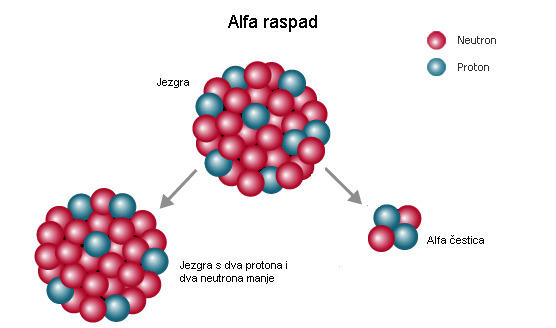 Alfa raspad
Neutron
Proton
Jezgra
Alfa čestica
Jezgra s dva protona i
dva neutrona manje